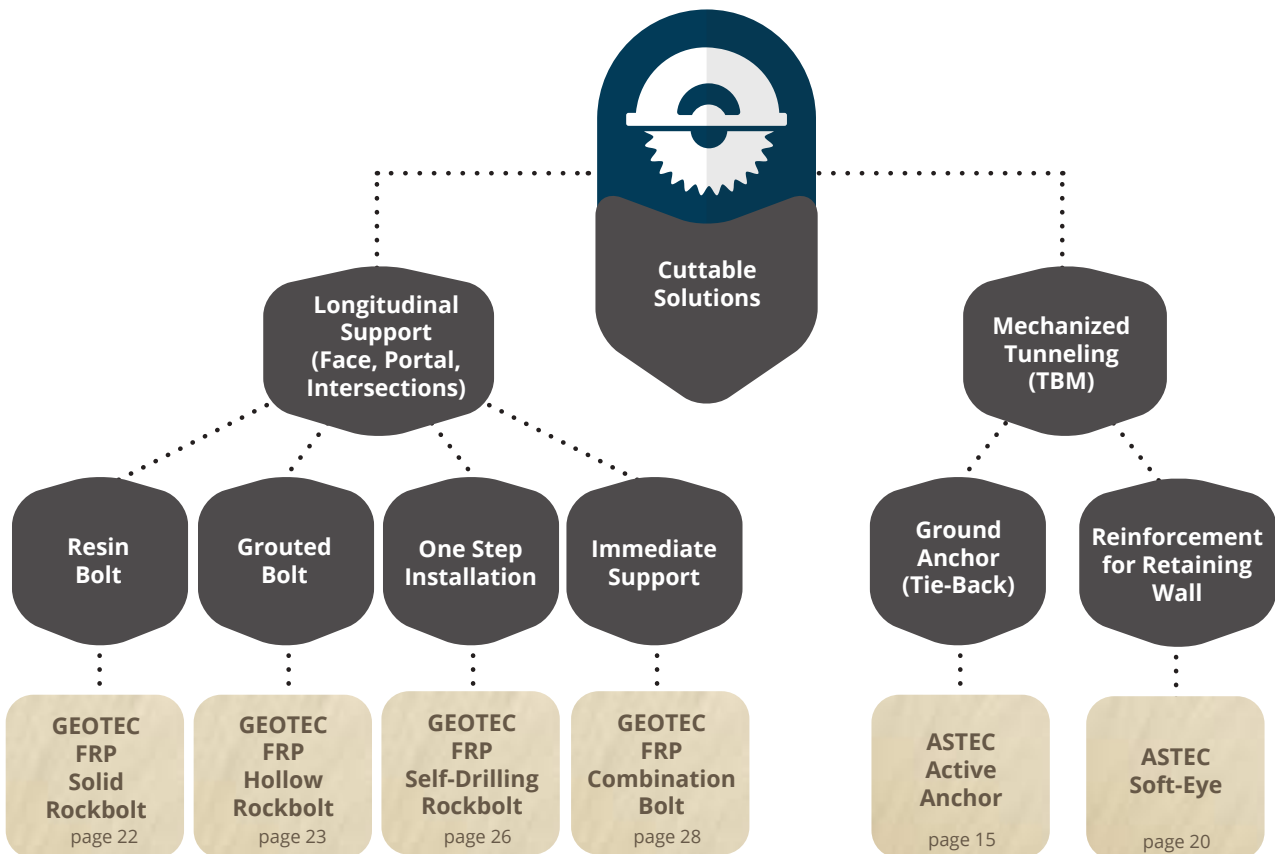 Cuttable
Solutions
Longitudinal
Support
(Face, Portal,
Intersections)
Mechanized
Tunneling
(TBM)
Resin
Bolt
Grouted
Bolt
One Step
Installation
Immediate
Support
Ground
Anchor
(Tie-Back)
Reinforcement
for Retaining
Wall
GEOTEC
FRP
Solid
Rockbolt
page 22
GEOTEC
FRP
Hollow
Rockbolt
page 23
GEOTEC
FRP
Self-Drilling
Rockbolt
page 26
GEOTEC
FRP
Combination
Bolt
page 28
ASTEC
Active
Anchor
page 15
ASTEC
Soft-Eye
page 20